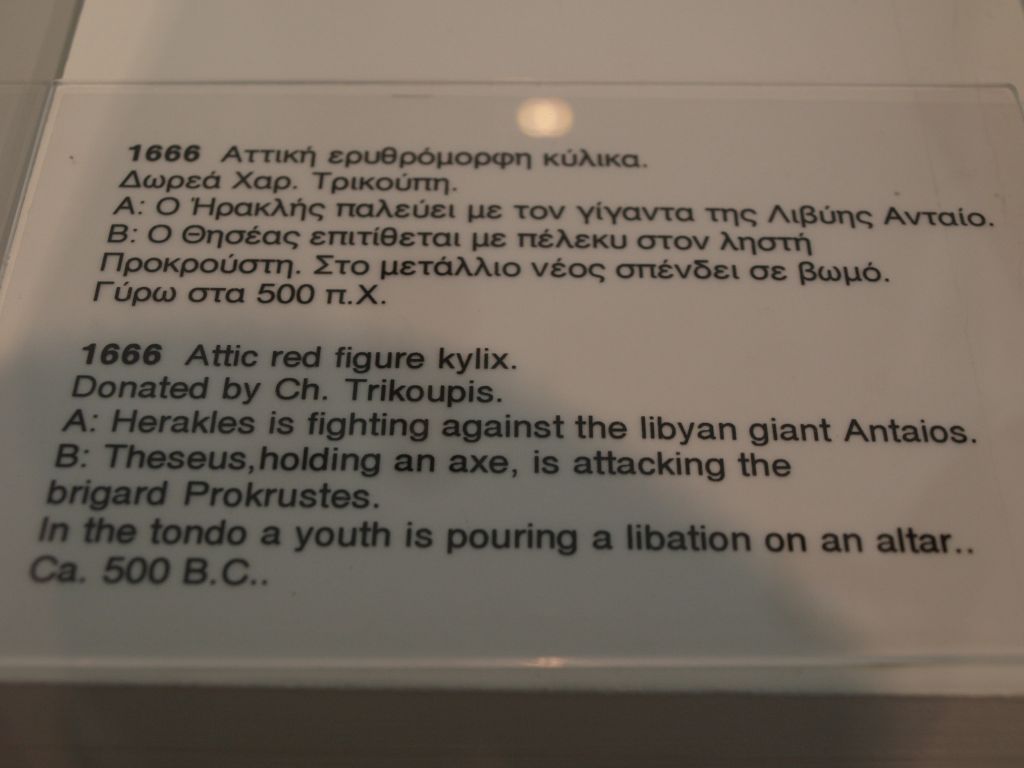 1666 Αττική ερυθρόμορφη κύλικα.
Δωρεά Χαρ. Τρικούπη.
Α: Ο Ήρακλής παλεύει με τον γίγαντα της Λιβύης Ανταίο.
Β: Ο Θησέας επιτίθεται με πέλεκυ στον ληστή
Προκρούστη. Στο μετάλλιο νέος σπένδει σε βωμό.
Γύρω στα 500 π.Χ.
1666 Attic red figure kylix.
Donated by Ch. Trikoupis.
A: Herakles is fighting against the libyan giant Antaios.
B: Theseus,holding an axe, is attacking the
brigard Prokrustes.
In the tondo a youth is pouring a libation on an altar..
Ca. 500 B.C..